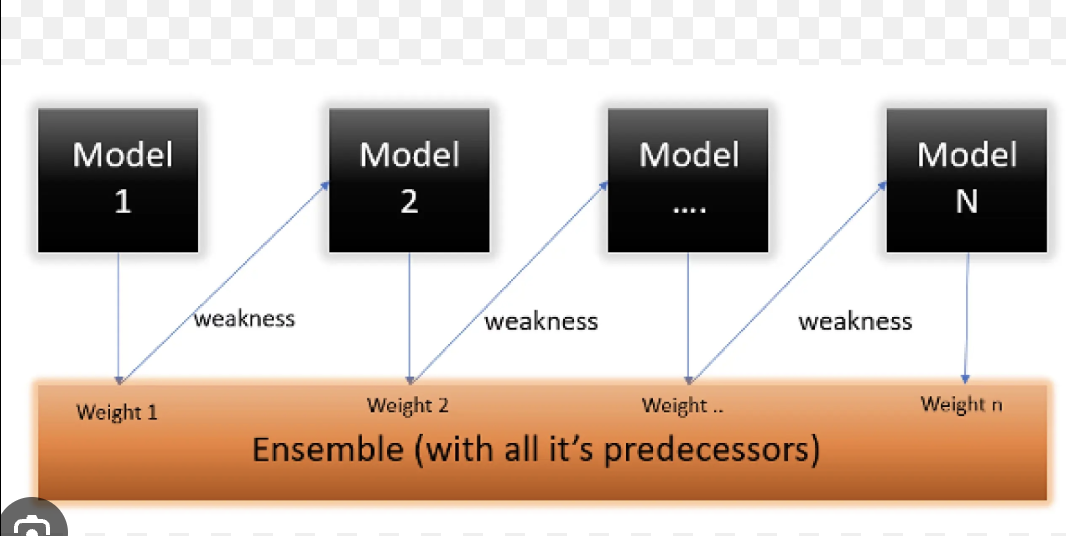 Model
1
Model
2
Model
....
Model
N
weakness
weakness
weakness
Weight 1
Weight 2
Weight ..
Weight n
Ensemble (with all it's predecessors)